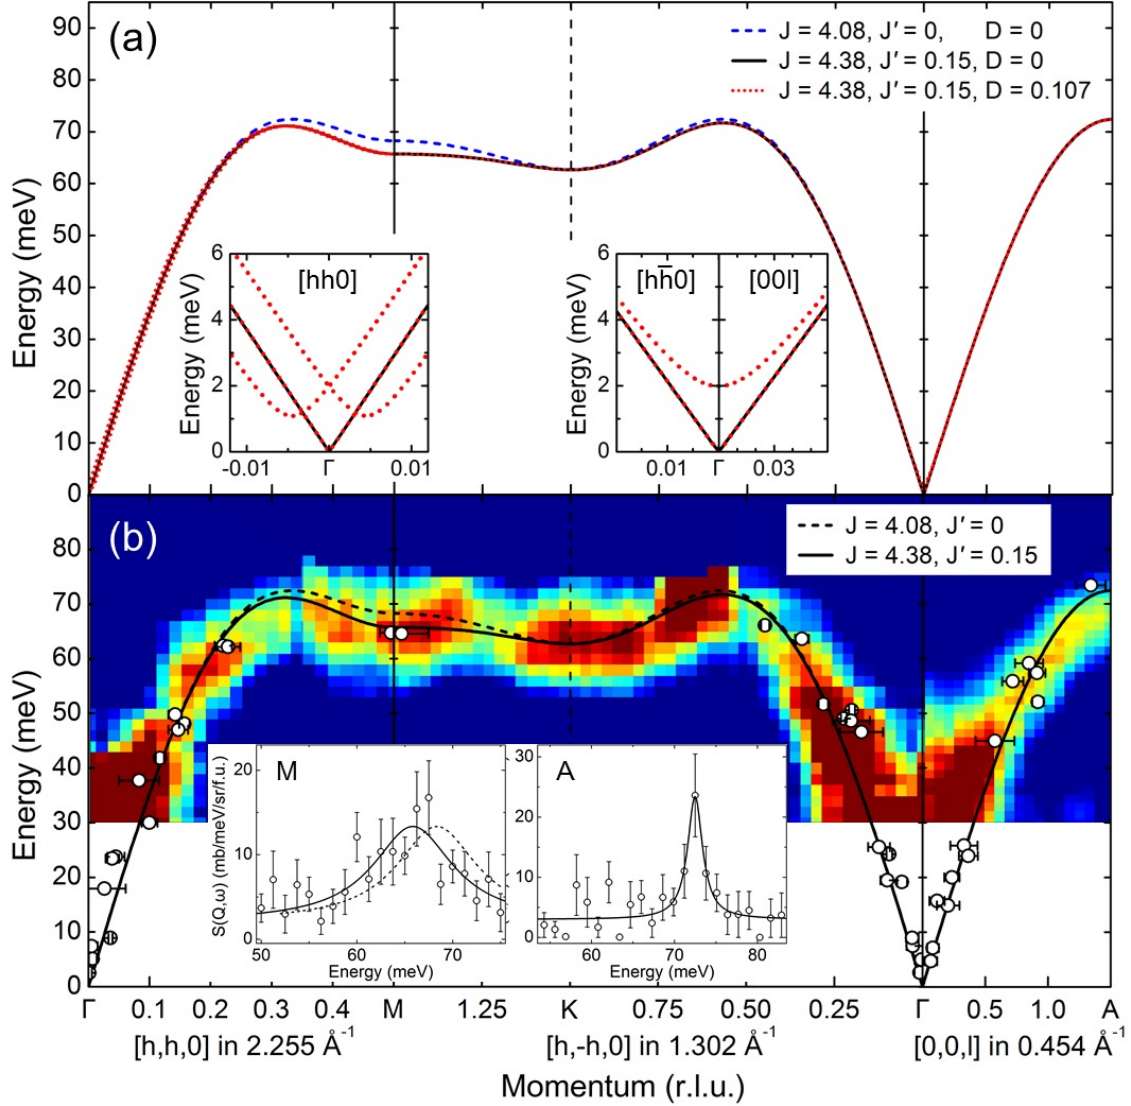 (a)
J = 4.08, J′ = 0, D = 0
J = 4.38, J′ = 0.15, D = 0
J = 4.38, J′ = 0.15, D = 0.107
Energy (meV)
90
80
70
60
50
40
30
20
10
0
[hh0]
Energy (meV)
6
4
2
0
-0.01 Γ 0.01
[hh̅0] [00l]
Energy (meV)
6
4
2
0
0.01 Γ 0.03
(b)
J = 4.08, J′ = 0
J = 4.38, J′ = 0.15
Energy (meV)
80
70
60
50
40
30
20
10
0
M
S(Q,ω) (mb/meV/sr/f.u.)
20
10
0
50 60 70
Energy (meV)
A
30
20
10
0
60 70 80
Energy (meV)
Γ 0.1 0.2 0.3 0.4 M 1.25 K 0.75 0.50 0.25 Γ 0.5 1.0 A
[h,h,0] in 2.255 Å⁻¹ [h,-h,0] in 1.302 Å⁻¹ [0,0,l] in 0.454 Å⁻¹
Momentum (r.l.u.)